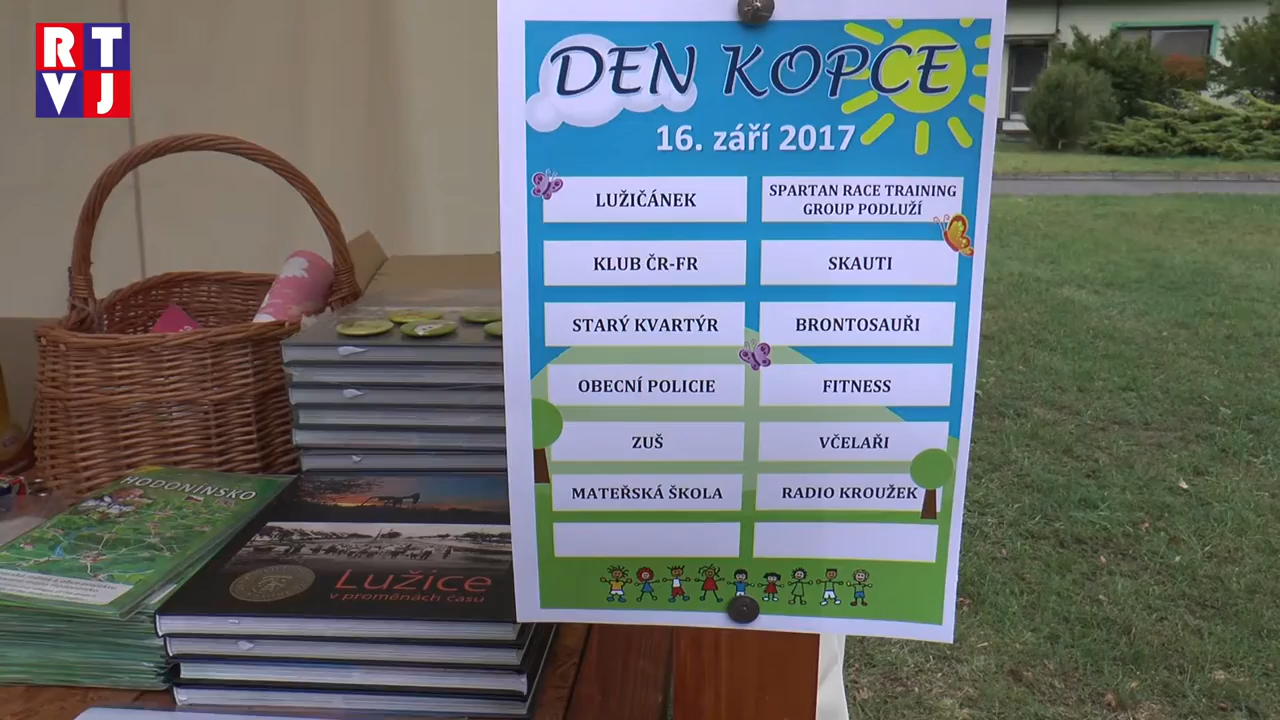 RT
VJ
DEN KOPCE
16. září 2017
LUŽIČÁNEK
SPARTAN RACE TRAINING
GROUP PODLUŽÍ
KLUB ČR-FR
SKAUTI
STARÝ KVARTÝR
BRONTOSAUŘI
OBECNÍ POLICIE
FITNESS
ZUŠ
VČELAŘI
MATEŘSKÁ ŠKOLA
RADIO KROUŽEK
HODONÍNSKO
Lužice
v proměnách času